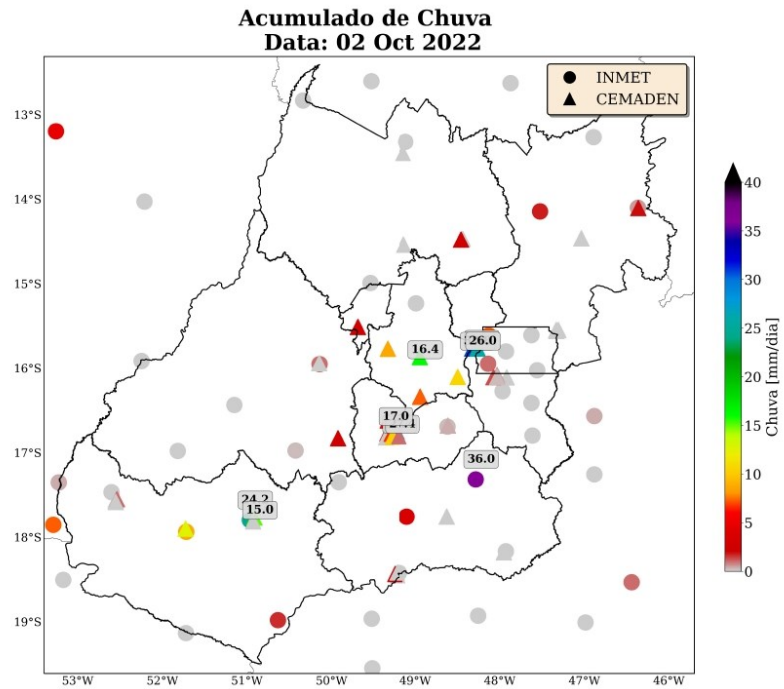 Acumulado de Chuva
Data: 02 Oct 2022
INMET
CEMADEN
13°S
14°S
15°S
16°S
17°S
18°S
19°S
53°W
52°W
51°W
50°W
49°W
48°W
47°W
46°W
16.4
26.0
17.0
36.0
24.2
15.0
40
35
30
25
20
15
10
5
0
Chuva [mm/dia]